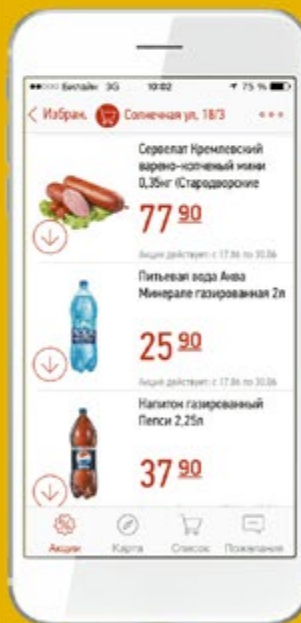 Билайн 3G 10:02 75 %
Избран. Солнечная ул, 18/3
Сервелат Кремлевский
варено-копченый мини
0,35кг (Стародворские
77 90
Акция действует: с 17.06 по 30.06
Питьевая вода Аква
Минерале газированная 2л
25 90
Акция действует: с 17.06 по 30.06
Напиток газированный
Пепси 2,25л
37 90
Акции Карта Список Пожелания